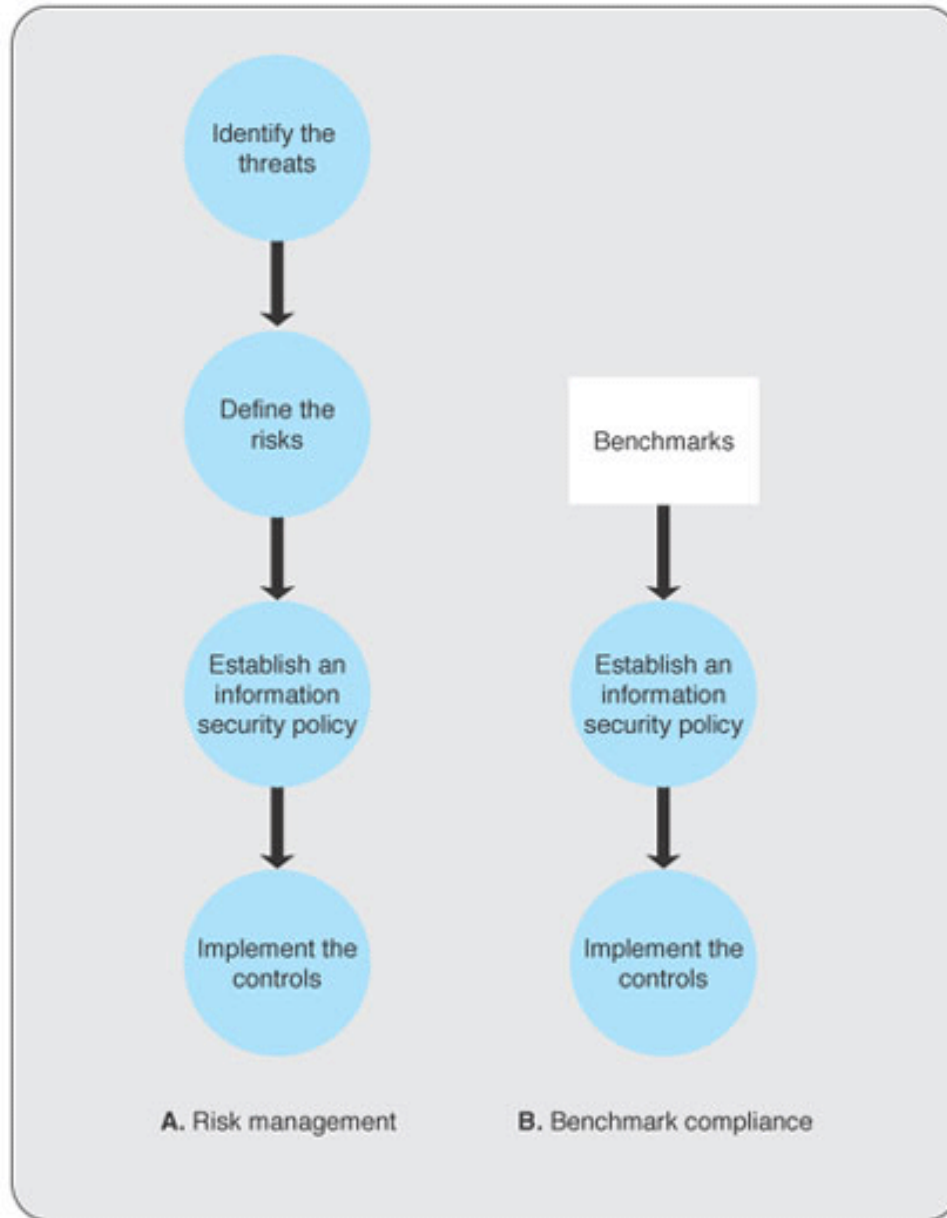 Identify the
threats
Define the
risks
Establish an
information
security policy
Implement the
controls
A. Risk management
Benchmarks
Establish an
information
security policy
Implement the
controls
B. Benchmark compliance